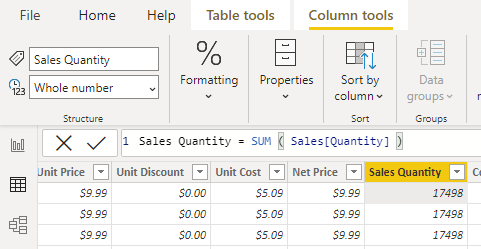 File Home Help Table tools Column tools
Sales Quantity
123 Whole number
Structure
Formatting
Properties
Sort by
column
Sort
Data
groups
Groups
1 Sales Quantity = SUM ( Sales[Quantity] )
Unit Price Unit Discount Unit Cost Net Price Sales Quantity
$9.99 $0.00 $5.09 $9.99 17498
$9.99 $0.00 $5.09 $9.99 17498
$9.99 $0.00 $5.09 $9.99 17498